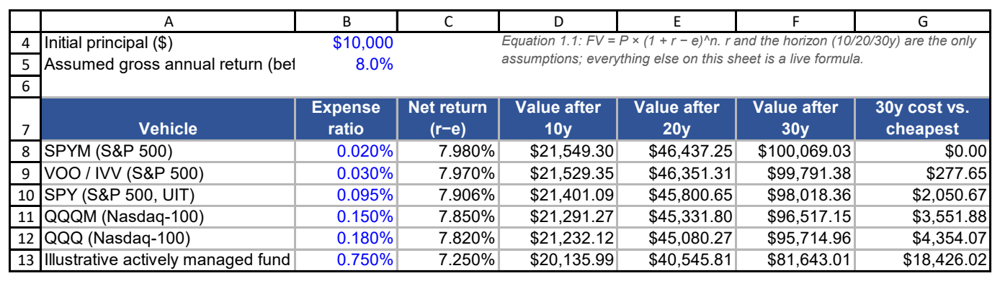 A B C D E F G
4 Initial principal ($) $10,000 Equation 1.1: FV = P × (1 + r − e)^n. r and the horizon (10/20/30y) are the only
5 Assumed gross annual return (bef 8.0% assumptions; everything else on this sheet is a live formula.
6
7 Vehicle Expense ratio Net return (r−e) Value after 10y Value after 20y Value after 30y 30y cost vs. cheapest
8 SPYM (S&P 500) 0.020% 7.980% $21,549.30 $46,437.25 $100,069.03 $0.00
9 VOO / IVV (S&P 500) 0.030% 7.970% $21,529.35 $46,351.31 $99,791.38 $277.65
10 SPY (S&P 500, UIT) 0.095% 7.906% $21,401.09 $45,800.65 $98,018.36 $2,050.67
11 QQQM (Nasdaq-100) 0.150% 7.850% $21,291.27 $45,331.80 $96,517.15 $3,551.88
12 QQQ (Nasdaq-100) 0.180% 7.820% $21,232.12 $45,080.27 $95,714.96 $4,354.07
13 Illustrative actively managed fund 0.750% 7.250% $20,135.99 $40,545.81 $81,643.01 $18,426.02